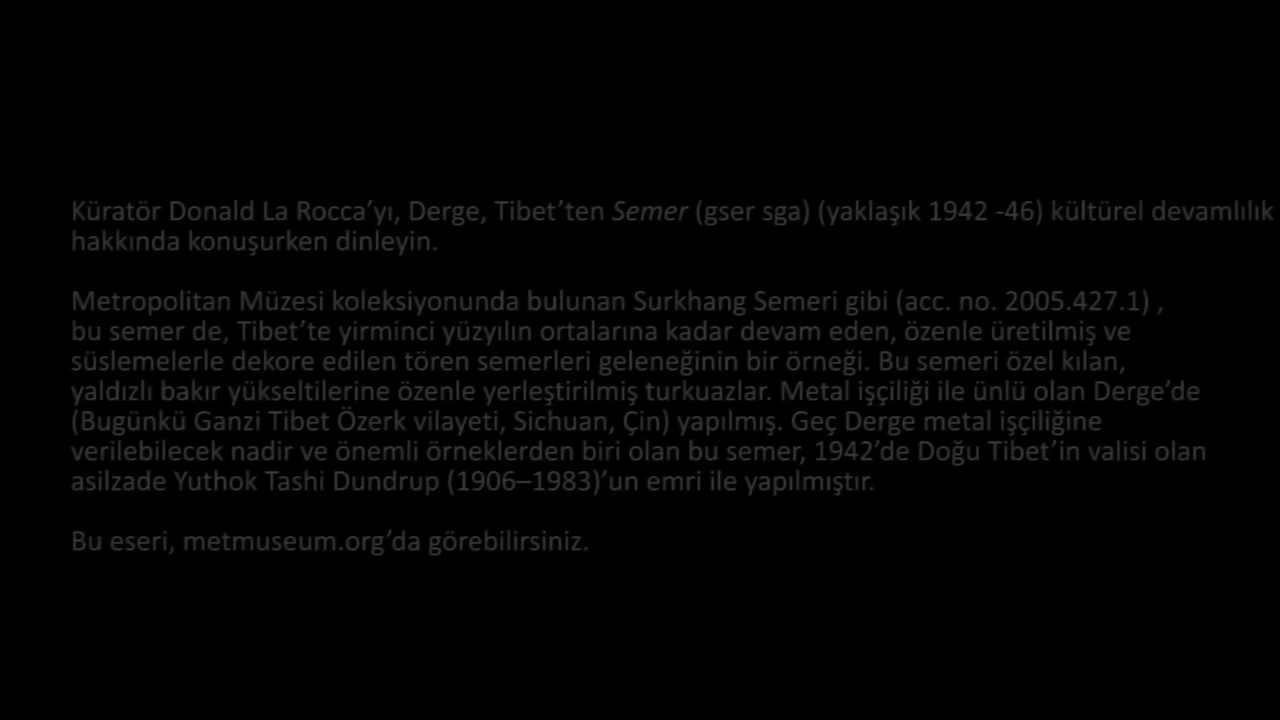 Küratör Donald La Rocca’yı, Derge, Tibet’ten Semer (gser sga) (yaklaşık 1942 -46) kültürel devamlılık
hakkında konuşurken dinleyin.
Metropolitan Müzesi koleksiyonunda bulunan Surkhang Semeri gibi (acc. no. 2005.427.1) ,
bu semer de, Tibet’te yirminci yüzyılın ortalarına kadar devam eden, özenle üretilmiş ve
süslemelerle dekore edilen tören semerleri geleneğinin bir örneği. Bu semeri özel kılan,
yaldızlı bakır yükseltilerine özenle yerleştirilmiş turkuazlar. Metal işçiliği ile ünlü olan Derge’de
(Bugünkü Ganzi Tibet Özerk vilayeti, Sichuan, Çin) yapılmış. Geç Derge metal işçiliğine
verilebilecek nadir ve önemli örneklerden biri olan bu semer, 1942’de Doğu Tibet’in valisi olan
asilzade Yuthok Tashi Dundrup (1906–1983)’un emri ile yapılmıştır.
Bu eseri, metmuseum.org’da görebilirsiniz.